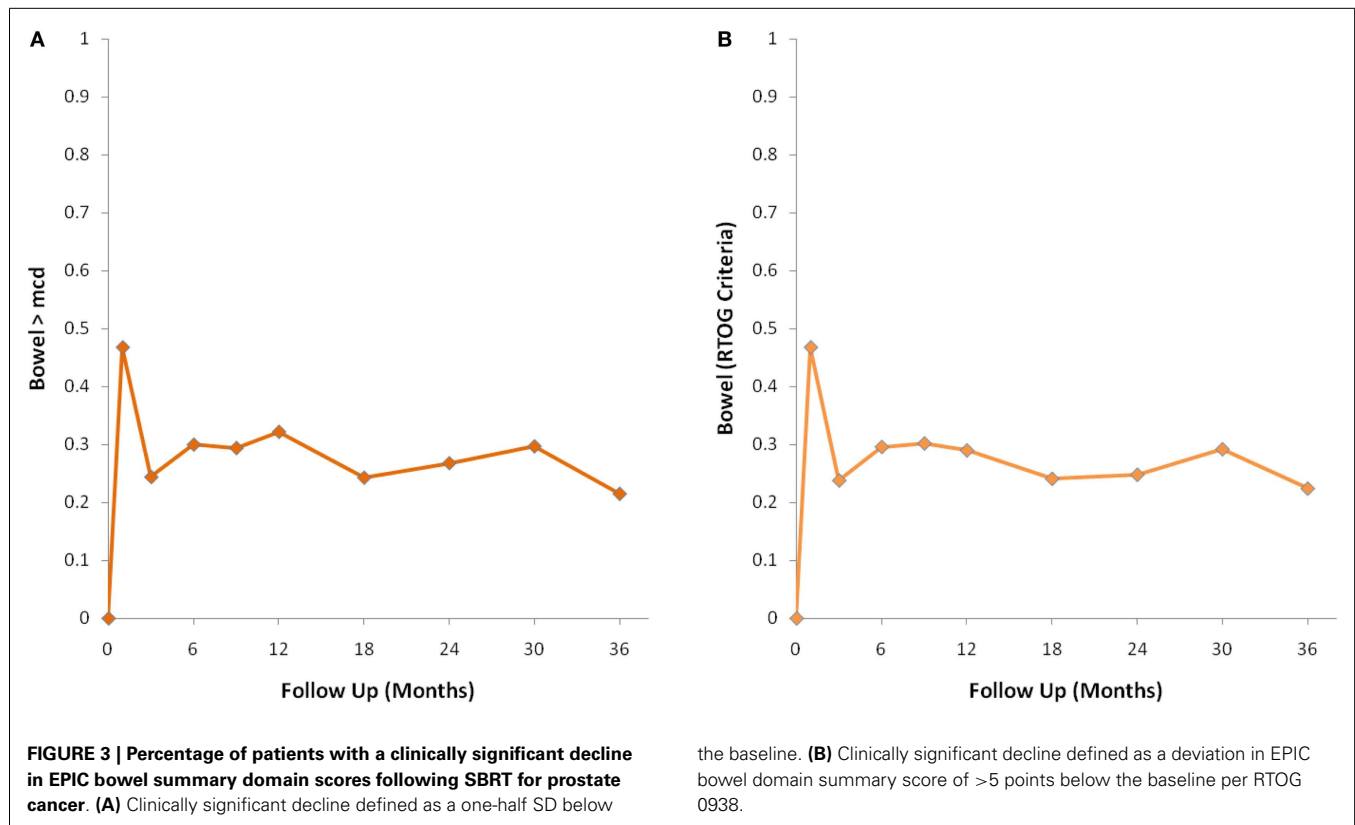 A
1
0.9
0.8
0.7
0.6
0.5
0.4
0.3
0.2
0.1
0
Bowel > mcd
0 6 12 18 24 30 36
Follow Up (Months)
B
1
0.9
0.8
0.7
0.6
0.5
0.4
0.3
0.2
0.1
0
Bowel (RTOG Criteria)
0 6 12 18 24 30 36
Follow Up (Months)
FIGURE 3 | Percentage of patients with a clinically significant decline
in EPIC bowel summary domain scores following SBRT for prostate
cancer. (A) Clinically significant decline defined as a one-half SD below
the baseline. (B) Clinically significant decline defined as a deviation in EPIC
bowel domain summary score of >5 points below the baseline per RTOG
0938.